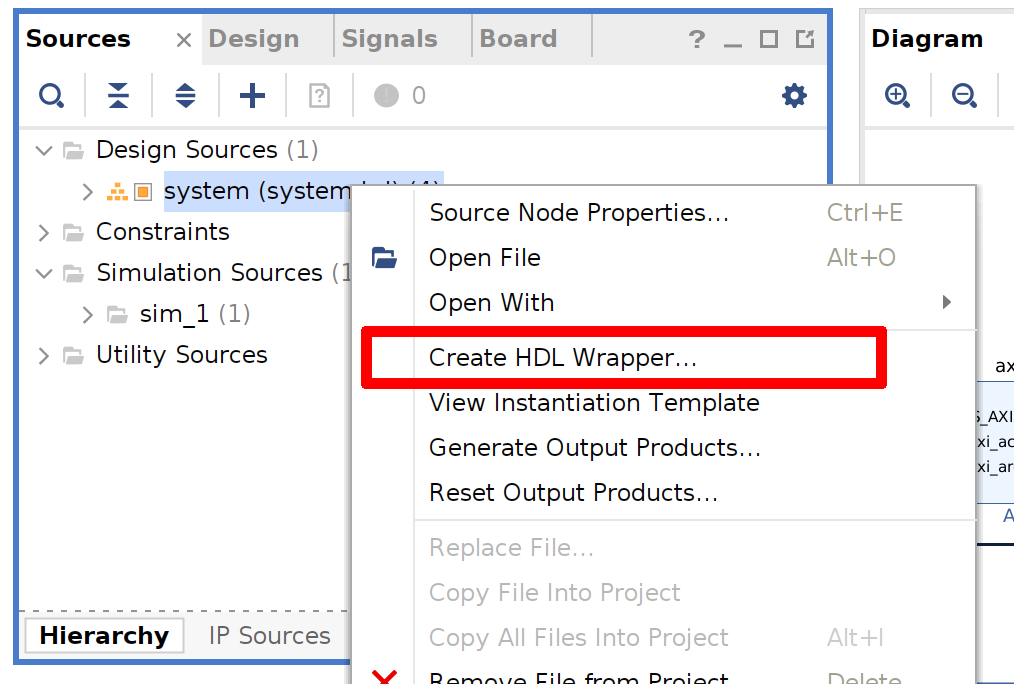 Sources Design Signals Board ? Diagram
? 0
Design Sources (1)
system (system
Source Node Properties... Ctrl+E
Constraints
Open File Alt+O
Simulation Sources (1
Open With
sim_1 (1)
Utility Sources
Create HDL Wrapper...
ax
View Instantiation Template
S_AXI
xi_ac
Generate Output Products...
xi_ar
Reset Output Products...
A
Replace File...
Copy File Into Project
Hierarchy IP Sources
Copy All Files Into Project Alt+I
Remove File from Project Delete